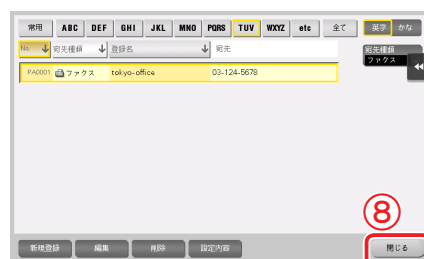 常用 ABC DEF GHI JKL MNO PQRS TUV WXYZ etc 全て 英字 かな
No. 宛先種類 登録名 宛先 宛先種類
ファクス
PA0001 ファクス tokyo-office 03-124-5678
⑧
新規登録 編集 削除 設定内容 閉じる